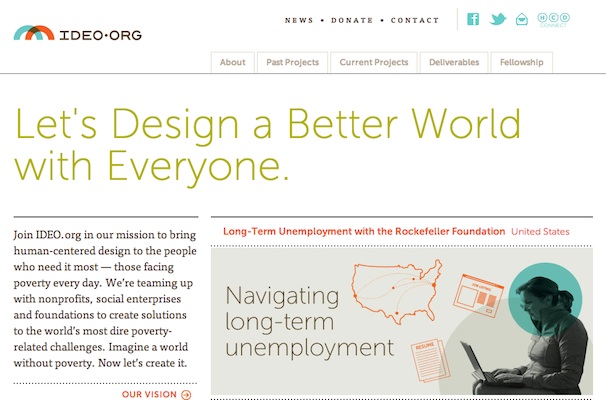 IDEO·ORG
NEWS • DONATE • CONTACT
HCD
CONNECT
About
Past Projects
Current Projects
Deliverables
Fellowship
Let's Design a Better World
with Everyone.
Join IDEO.org in our mission to bring
human-centered design to the people
who need it most — those facing
poverty every day. We're teaming up
with nonprofits, social enterprises
and foundations to create solutions
to the world's most dire poverty-
related challenges. Imagine a world
without poverty. Now let's create it.
OUR VISION
Long-Term Unemployment with the Rockefeller Foundation United States
Navigating
long-term
unemployment
JOB LISTING
RESUME